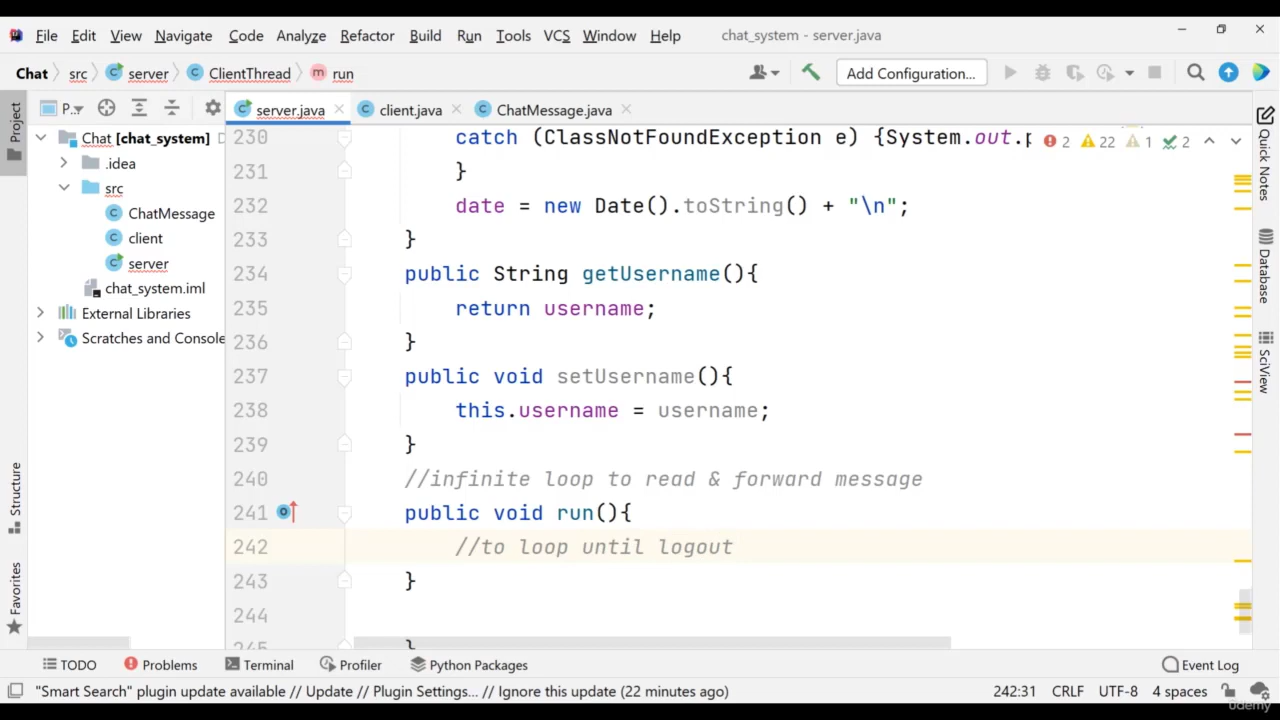 File Edit View Navigate Code Analyze Refactor Build Run Tools VCS Window Help chat_system - server.java
Chat src server ClientThread run Add Configuration...
Project P... server.java client.java ChatMessage.java
Chat [chat_system]
.idea
src
ChatMessage
client
server
chat_system.iml
External Libraries
Scratches and Console
230 catch (ClassNotFoundException e) {System.out.p
2 22 1 2
231 }
232 date = new Date().toString() + "\n";
233 }
234 public String getUsername(){
235 return username;
236 }
237 public void setUsername(){
238 this.username = username;
239 }
240 //infinite loop to read & forward message
241 public void run(){
242 //to loop until logout
243 }
244
245 }
Structure
Favorites
Quick Notes
Database
SciView
TODO Problems Terminal Profiler Python Packages Event Log
"Smart Search" plugin update available // Update // Plugin Settings... // Ignore this update (22 minutes ago) 242:31 CRLF UTF-8 4 spaces
udemy